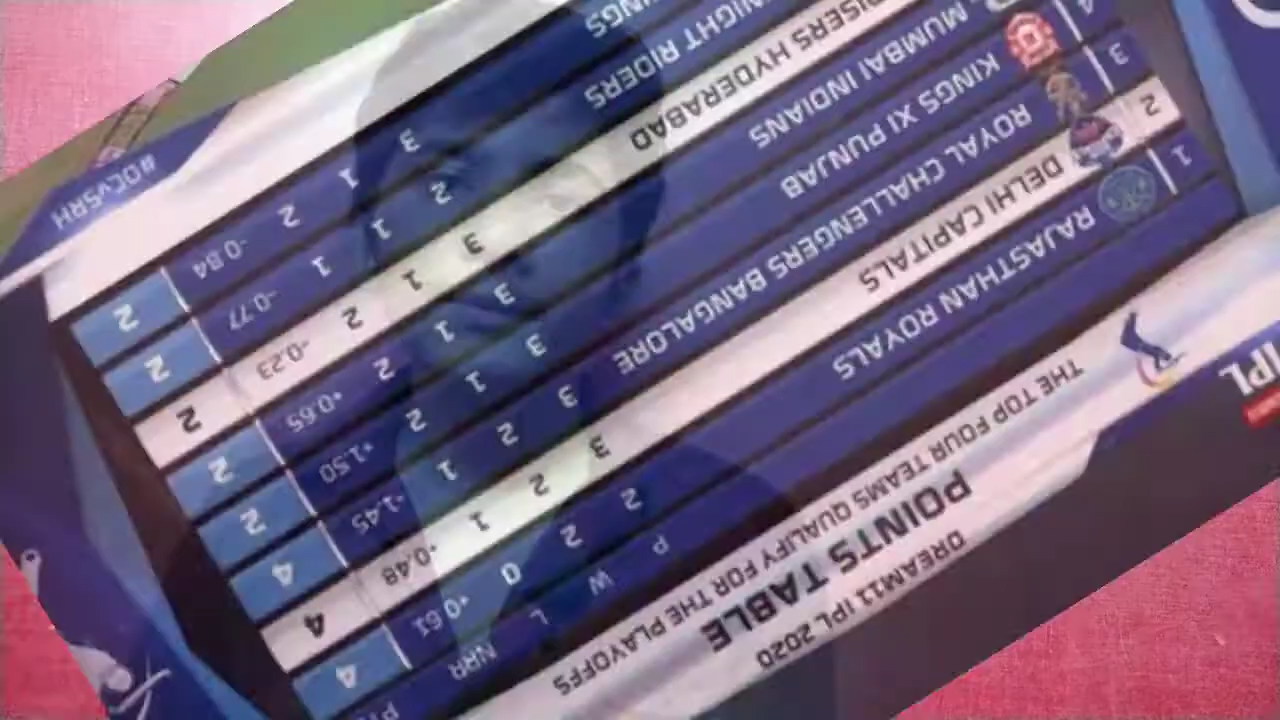 IPL
DREAM11 IPL 2020
POINTS TABLE
THE TOP FOUR TEAMS QUALIFY FOR THE PLAYOFFS
P W L NRR
1 RAJASTHAN ROYALS 2 2 0 +0.61 4
2 DELHI CAPITALS 3 2 1 +0.48 4
3 ROYAL CHALLENGERS BANGALORE 3 2 1 -1.45 4
4 KINGS XI PUNJAB 3 1 2 +1.50 2
MUMBAI INDIANS 3 1 2 +0.65 2
HYDERABAD 3 1 2 -0.23 2
RIDERS 2 1 1 -0.77 2
3 1 2 -0.84 2
#DCvSRH